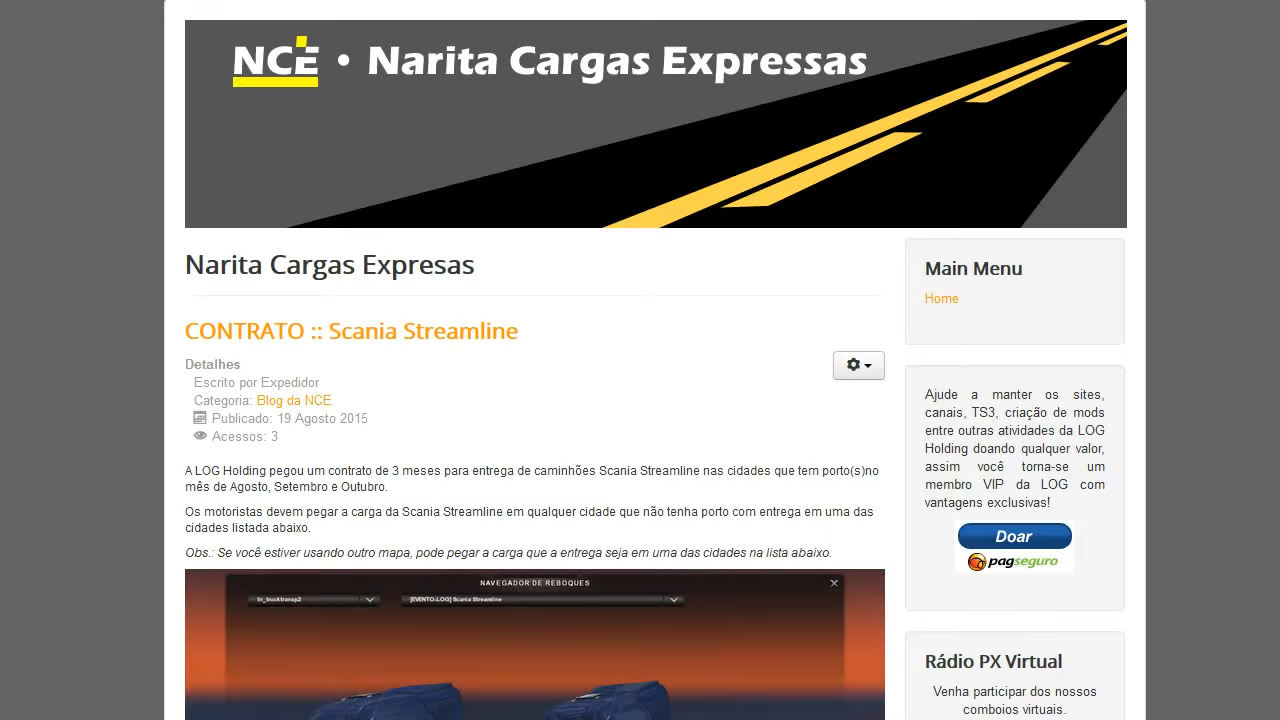 NCE • Narita Cargas Expressas
Narita Cargas Expresas
CONTRATO :: Scania Streamline
Detalhes
Escrito por Expedidor
Categoria: Blog da NCE
Publicado: 19 Agosto 2015
Acessos: 3
A LOG Holding pegou um contrato de 3 meses para entrega de caminhões Scania Streamline nas cidades que tem porto(s)no
mês de Agosto, Setembro e Outubro.
Os motoristas devem pegar a carga da Scania Streamline em qualquer cidade que não tenha porto com entrega em uma das
cidades listada abaixo.
Obs.: Se você estiver usando outro mapa, pode pegar a carga que a entrega seja em uma das cidades na lista abaixo.
NAVEGADOR DE REBOQUES
tn_trucktransp2
[EVENTO-LOG] Scania Streamline
Main Menu
Home
Ajude a manter os sites,
canais, TS3, criação de mods
entre outras atividades da LOG
Holding doando qualquer valor,
assim você torna-se um
membro VIP da LOG com
vantagens exclusivas!
Doar
pagseguro
Rádio PX Virtual
Venha participar dos nossos
comboios virtuais.